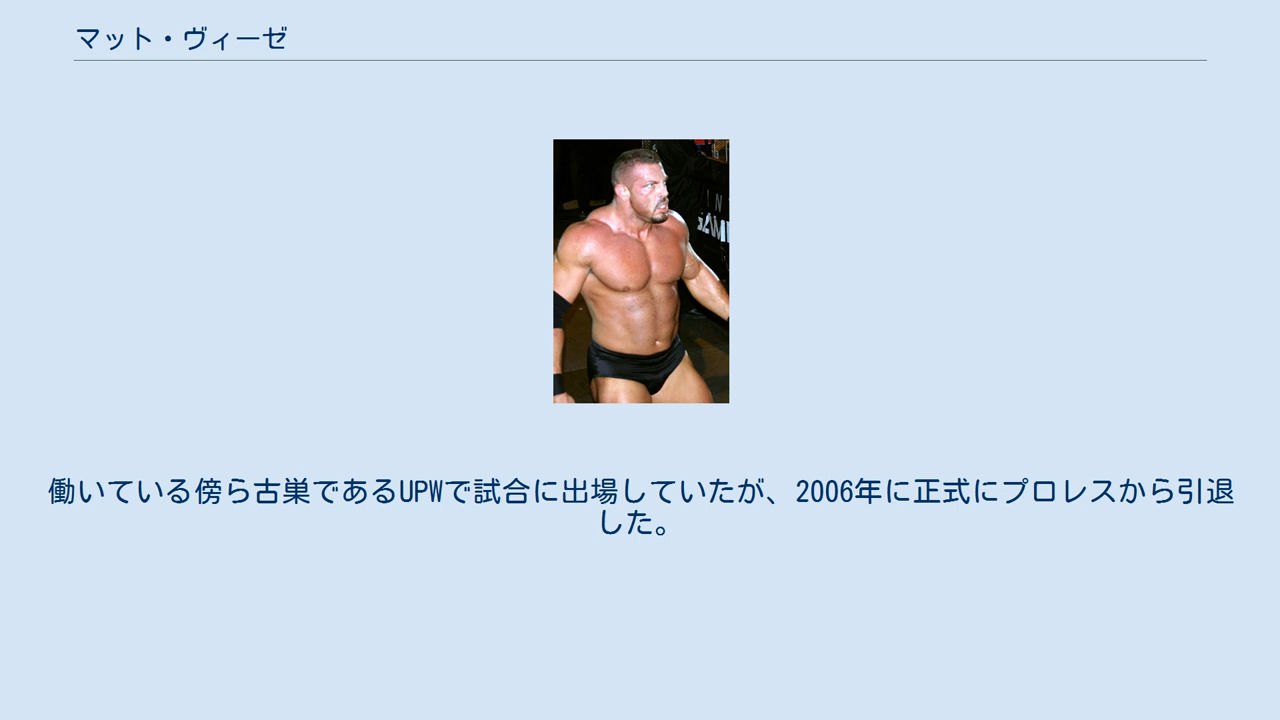 マット・ヴィーゼ
働いている傍ら古巣であるUPWで試合に出場していたが、2006年に正式にプロレスから引退
した。